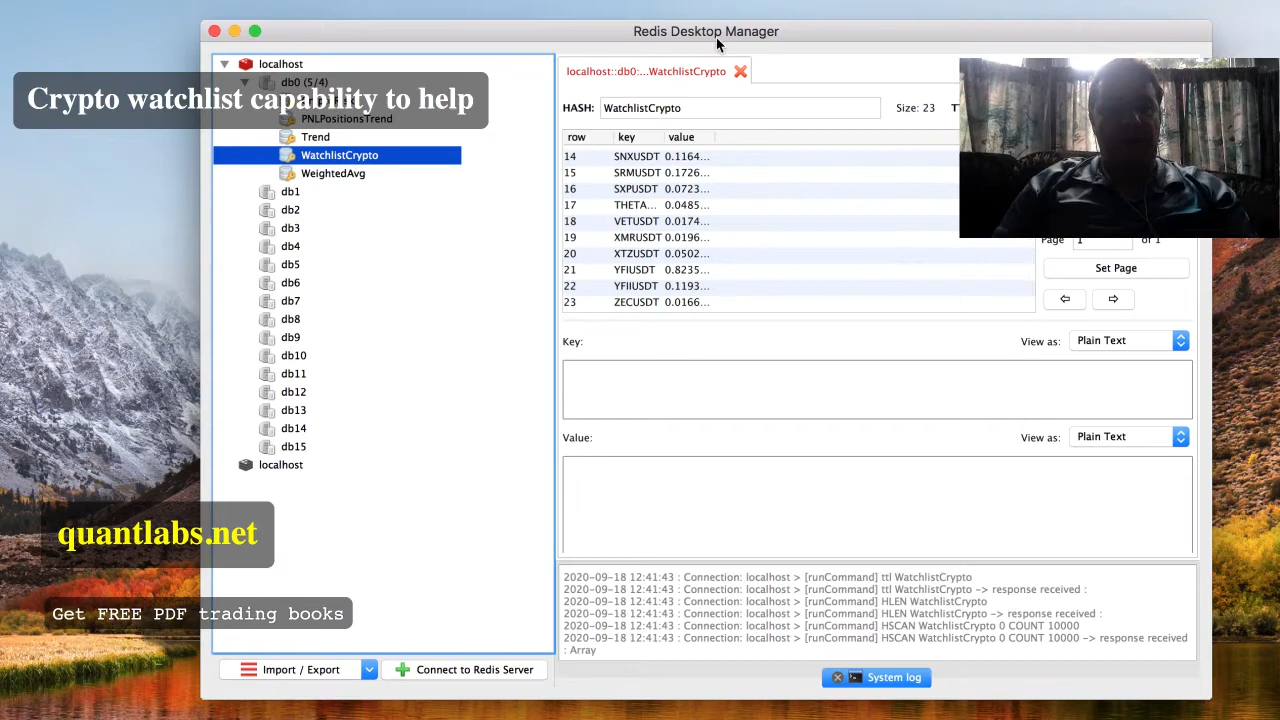 Redis Desktop Manager
localhost
db0 (5/4)
Crypto watchlist capability to help
PNLPositionsTrend
Trend
WatchlistCrypto
WeightedAvg
db1
db2
db3
db4
db5
db6
db7
db8
db9
db10
db11
db12
db13
db14
db15
localhost
quantlabs.net
Get FREE PDF trading books
Import / Export
Connect to Redis Server
localhost::db0:...WatchlistCrypto
HASH: WatchlistCrypto Size: 23
row key value
14 SNXUSDT 0.1164...
15 SRMUSDT 0.1726...
16 SXPUSDT 0.0723...
17 THETA... 0.0485...
18 VETUSDT 0.0174...
19 XMRUSDT 0.0196...
20 XTZUSDT 0.0502...
21 YFIUSDT 0.8235...
22 YFIIUSDT 0.1193...
23 ZECUSDT 0.0166...
Page 1 of 1
Set Page
Key: View as: Plain Text
Value: View as: Plain Text
2020-09-18 12:41:43 : Connection: localhost > [runCommand] ttl WatchlistCrypto
2020-09-18 12:41:43 : Connection: localhost > [runCommand] ttl WatchlistCrypto -> response received :
2020-09-18 12:41:43 : Connection: localhost > [runCommand] HLEN WatchlistCrypto
2020-09-18 12:41:43 : Connection: localhost > [runCommand] HLEN WatchlistCrypto -> response received :
2020-09-18 12:41:43 : Connection: localhost > [runCommand] HSCAN WatchlistCrypto 0 COUNT 10000
2020-09-18 12:41:43 : Connection: localhost > [runCommand] HSCAN WatchlistCrypto 0 COUNT 10000 -> response received
: Array
System log